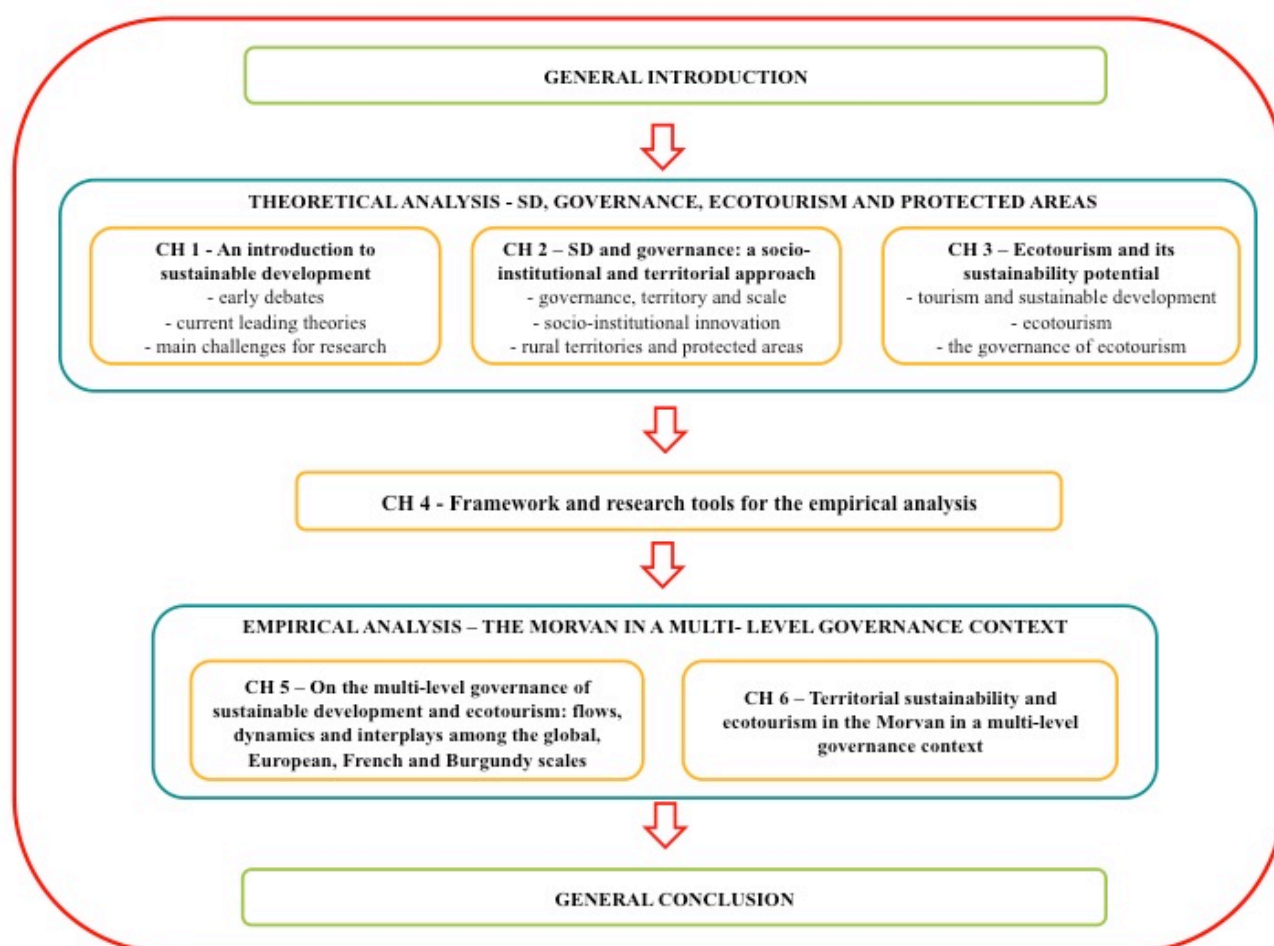 GENERAL INTRODUCTION
THEORETICAL ANALYSIS - SD, GOVERNANCE, ECOTOURISM AND PROTECTED AREAS
CH 1 - An introduction to
sustainable development
- early debates
- current leading theories
- main challenges for research
CH 2 – SD and governance: a socio-
institutional and territorial approach
- governance, territory and scale
- socio-institutional innovation
- rural territories and protected areas
CH 3 – Ecotourism and its
sustainability potential
- tourism and sustainable development
- ecotourism
- the governance of ecotourism
CH 4 - Framework and research tools for the empirical analysis
EMPIRICAL ANALYSIS – THE MORVAN IN A MULTI- LEVEL GOVERNANCE CONTEXT
CH 5 – On the multi-level governance of
sustainable development and ecotourism: flows,
dynamics and interplays among the global,
European, French and Burgundy scales
CH 6 – Territorial sustainability and
ecotourism in the Morvan in a multi-level
governance context
GENERAL CONCLUSION